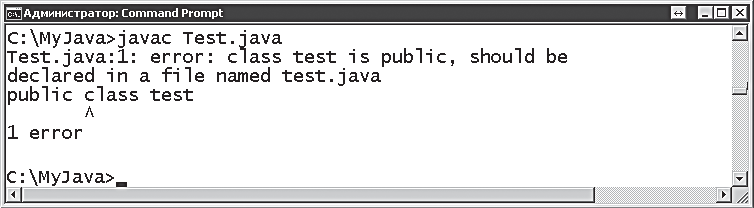 Администратор: Command Prompt
C:\MyJava>javac Test.java
Test.java:1: error: class test is public, should be
declared in a file named test.java
public class test
^
1 error
C:\MyJava>